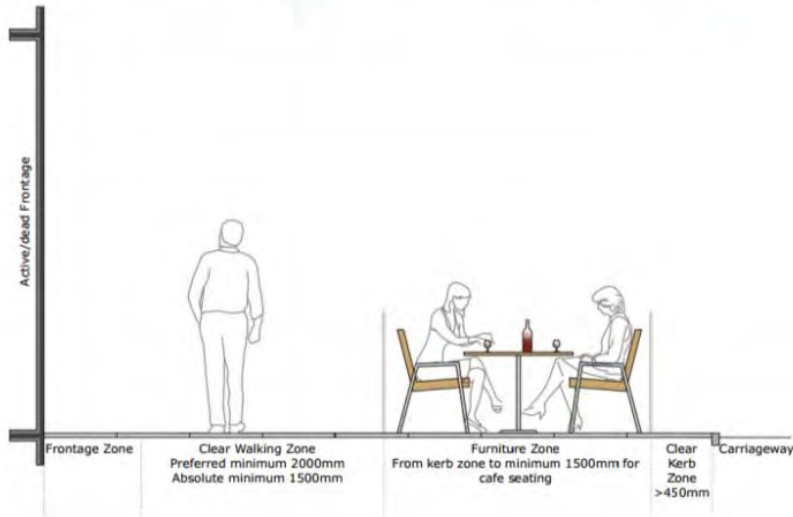 Active/dead Frontage
Frontage Zone
Clear Walking Zone
Preferred minimum 2000mm
Absolute minimum 1500mm
Furniture Zone
From kerb zone to minimum 1500mm for
cafe seating
Clear
Kerb
Zone
>450mm
Carriageway